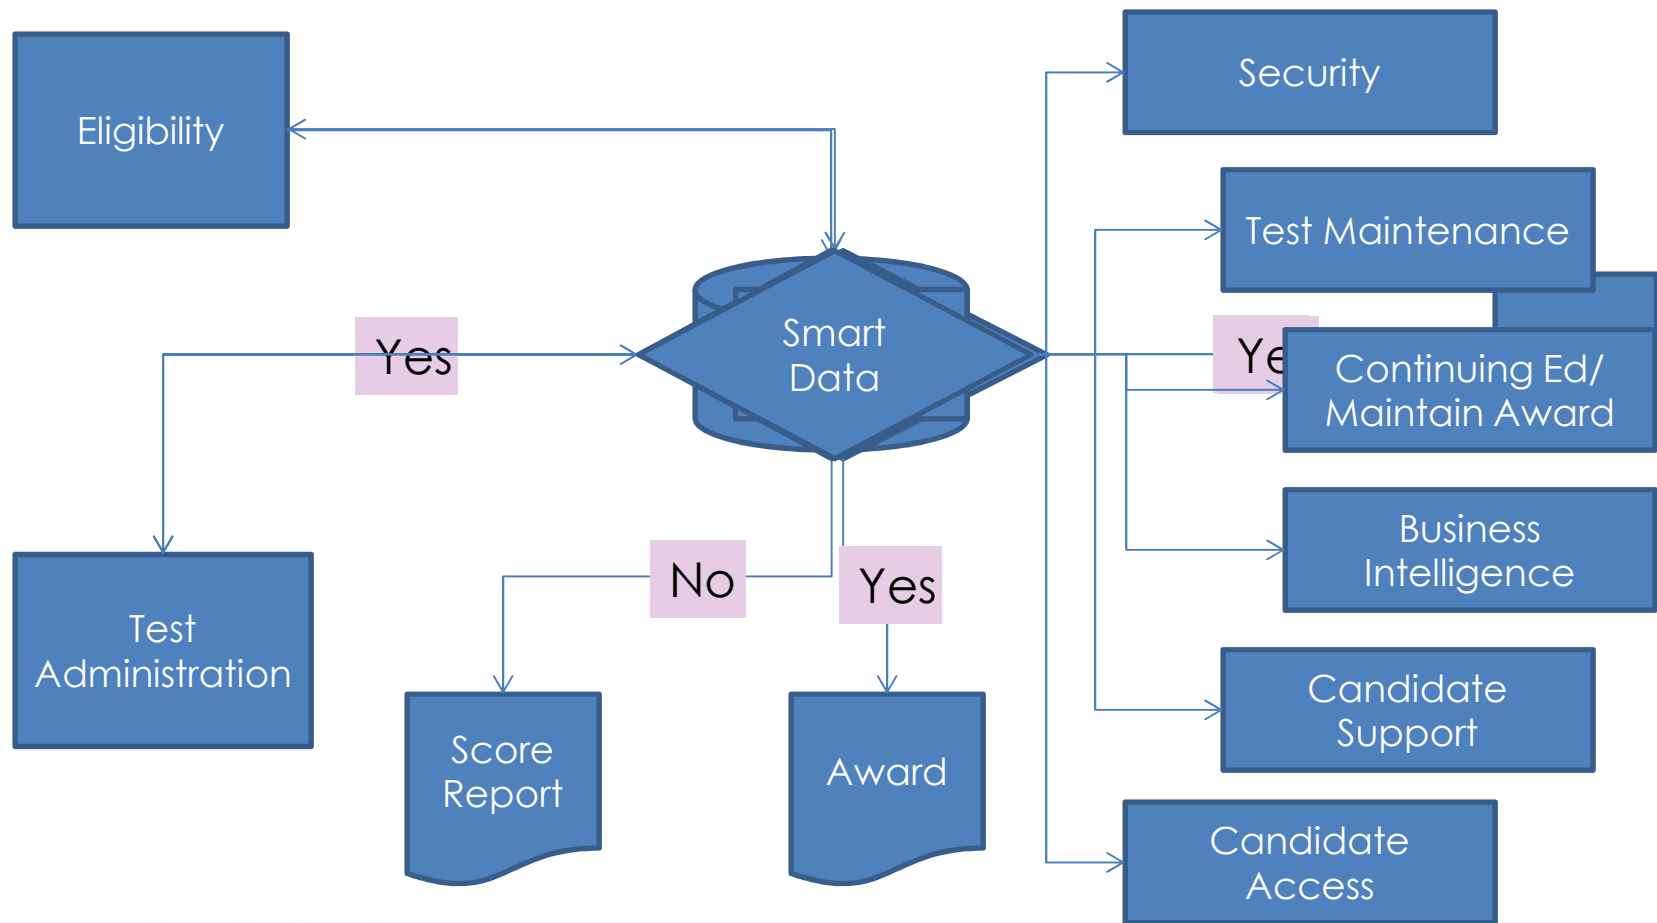 Security
Eligibility
Test Maintenance
Smart
Data
Yes
Continuing Ed/
Maintain Award
Business
Intelligence
No
Yes
Test
Administration
Candidate
Support
Score
Report
Award
Candidate
Access